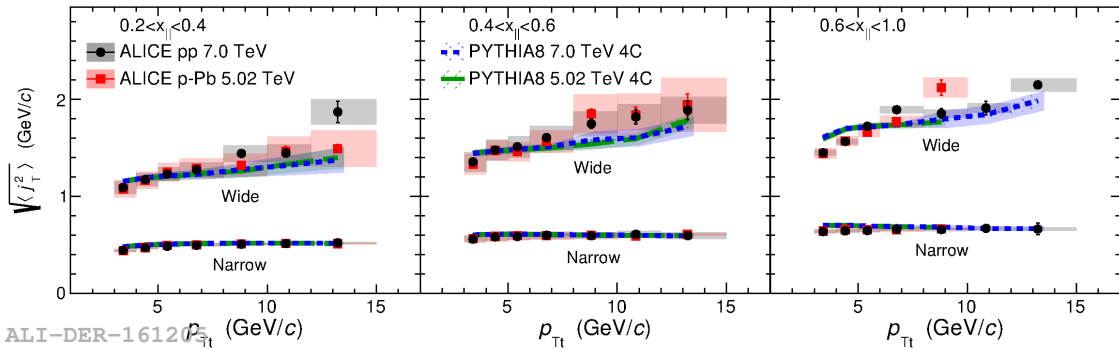 0.2<x||<0.4
0.4<x||<0.6
0.6<x||<1.0
ALICE pp 7.0 TeV
ALICE p-Pb 5.02 TeV
PYTHIA8 7.0 TeV 4C
PYTHIA8 5.02 TeV 4C
√⟨j_T^2⟩ (GeV/c)
3
2
1
0
Wide
Wide
Wide
Narrow
Narrow
Narrow
5 10 15
5 10 15
5 10 15
p_Tt (GeV/c)
p_Tt (GeV/c)
p_Tt (GeV/c)
ALI-DER-161205